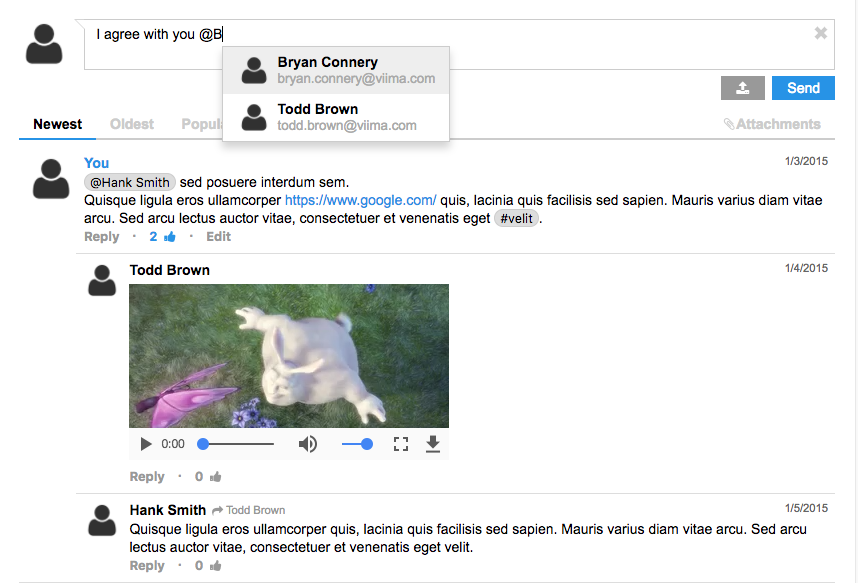 I agree with you @B
Bryan Connery
bryan.connery@viima.com
Todd Brown
todd.brown@viima.com
Send
Newest Oldest Attachments
You 1/3/2015
@Hank Smith sed posuere interdum sem.
Quisque ligula eros ullamcorper https://www.google.com/ quis, lacinia quis facilisis sed sapien. Mauris varius diam vitae
arcu. Sed arcu lectus auctor vitae, consectetuer et venenatis eget #velit.
Reply · 2 · Edit
Todd Brown 1/4/2015
0:00
Reply · 0
Hank Smith Todd Brown 1/5/2015
Quisque ligula eros ullamcorper quis, lacinia quis facilisis sed sapien. Mauris varius diam vitae arcu. Sed arcu
lectus auctor vitae, consectetuer et venenatis eget velit.
Reply · 0